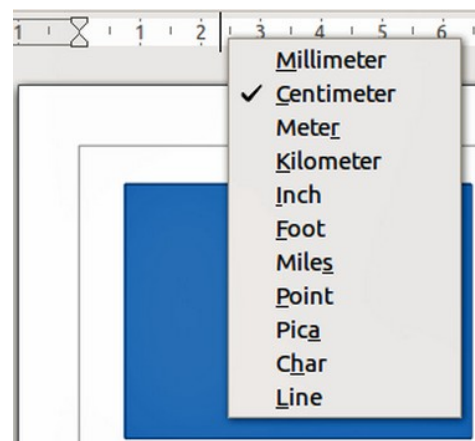 1 1 2 3 4 5 6
Millimeter
✓ Centimeter
Meter
Kilometer
Inch
Foot
Miles
Point
Pica
Char
Line